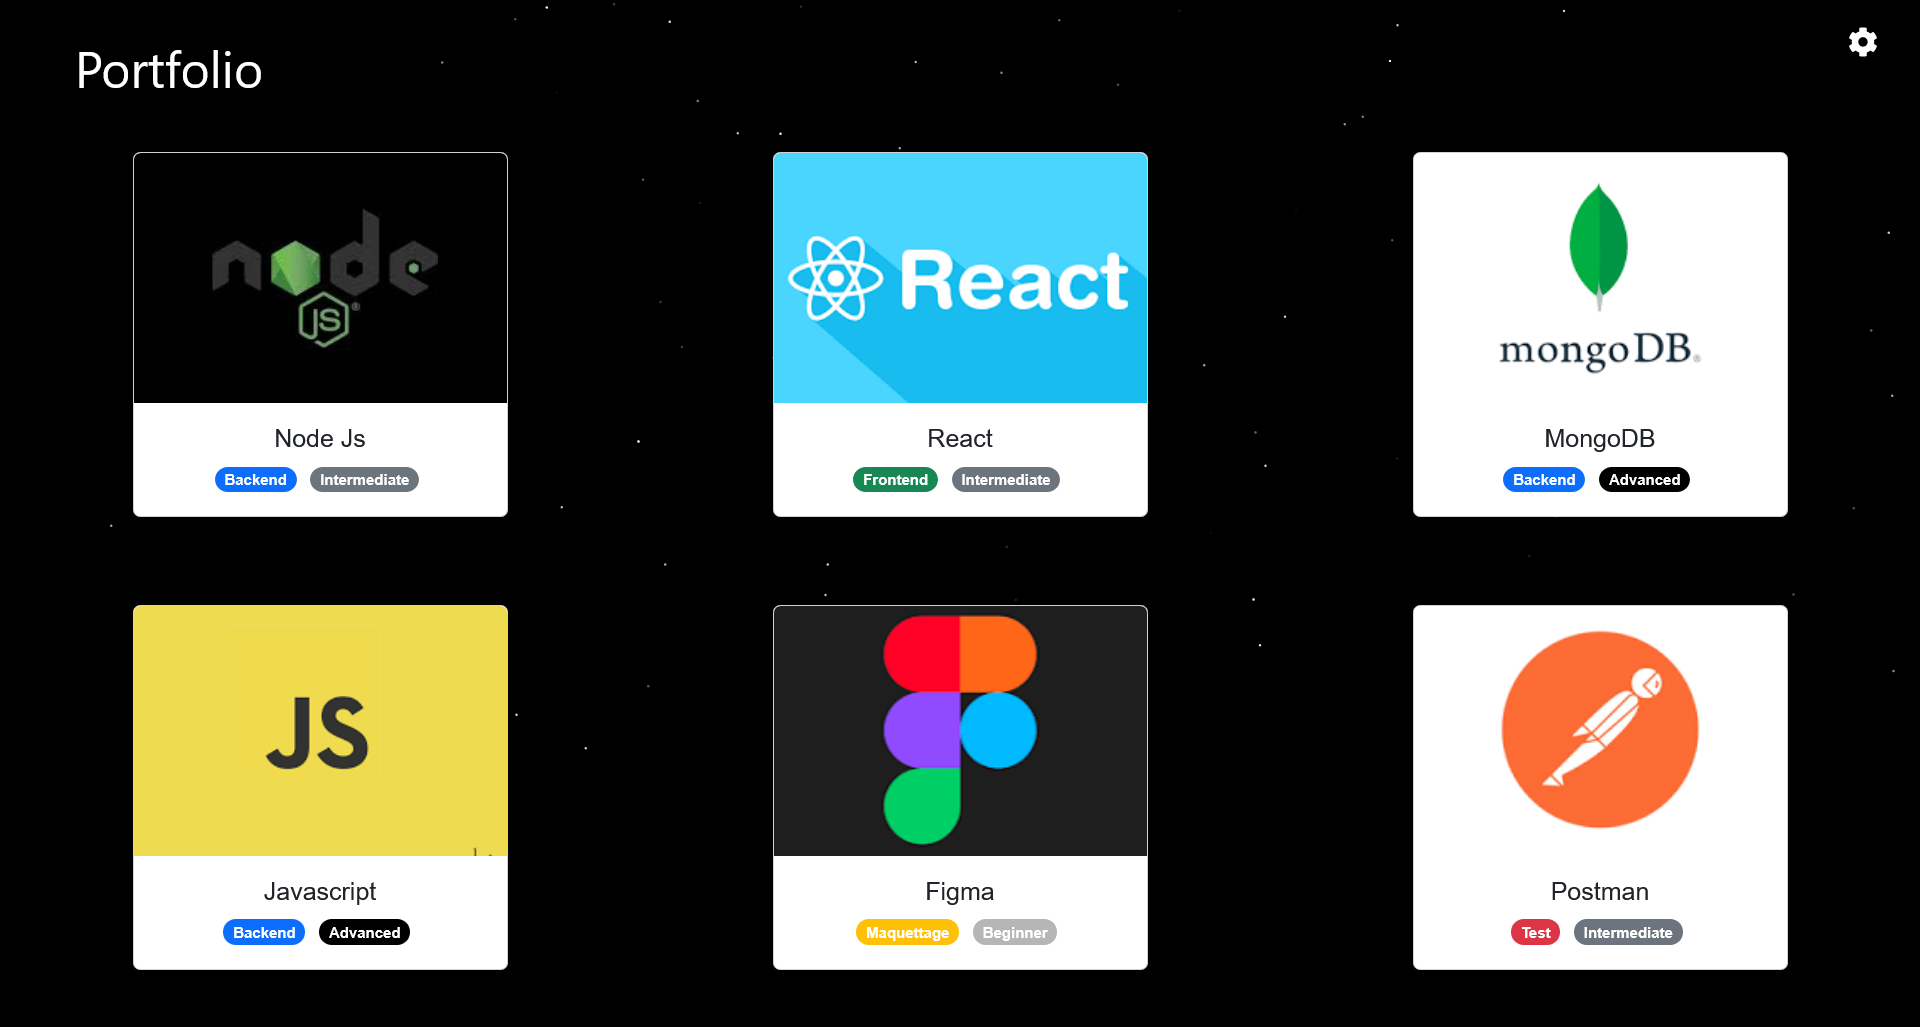 Portfolio
node
JS
React
mongoDB
Node Js
Backend Intermediate
React
Frontend Intermediate
MongoDB
Backend Advanced
JS
Javascript
Backend Advanced
Figma
Maquettage Beginner
Postman
Test Intermediate